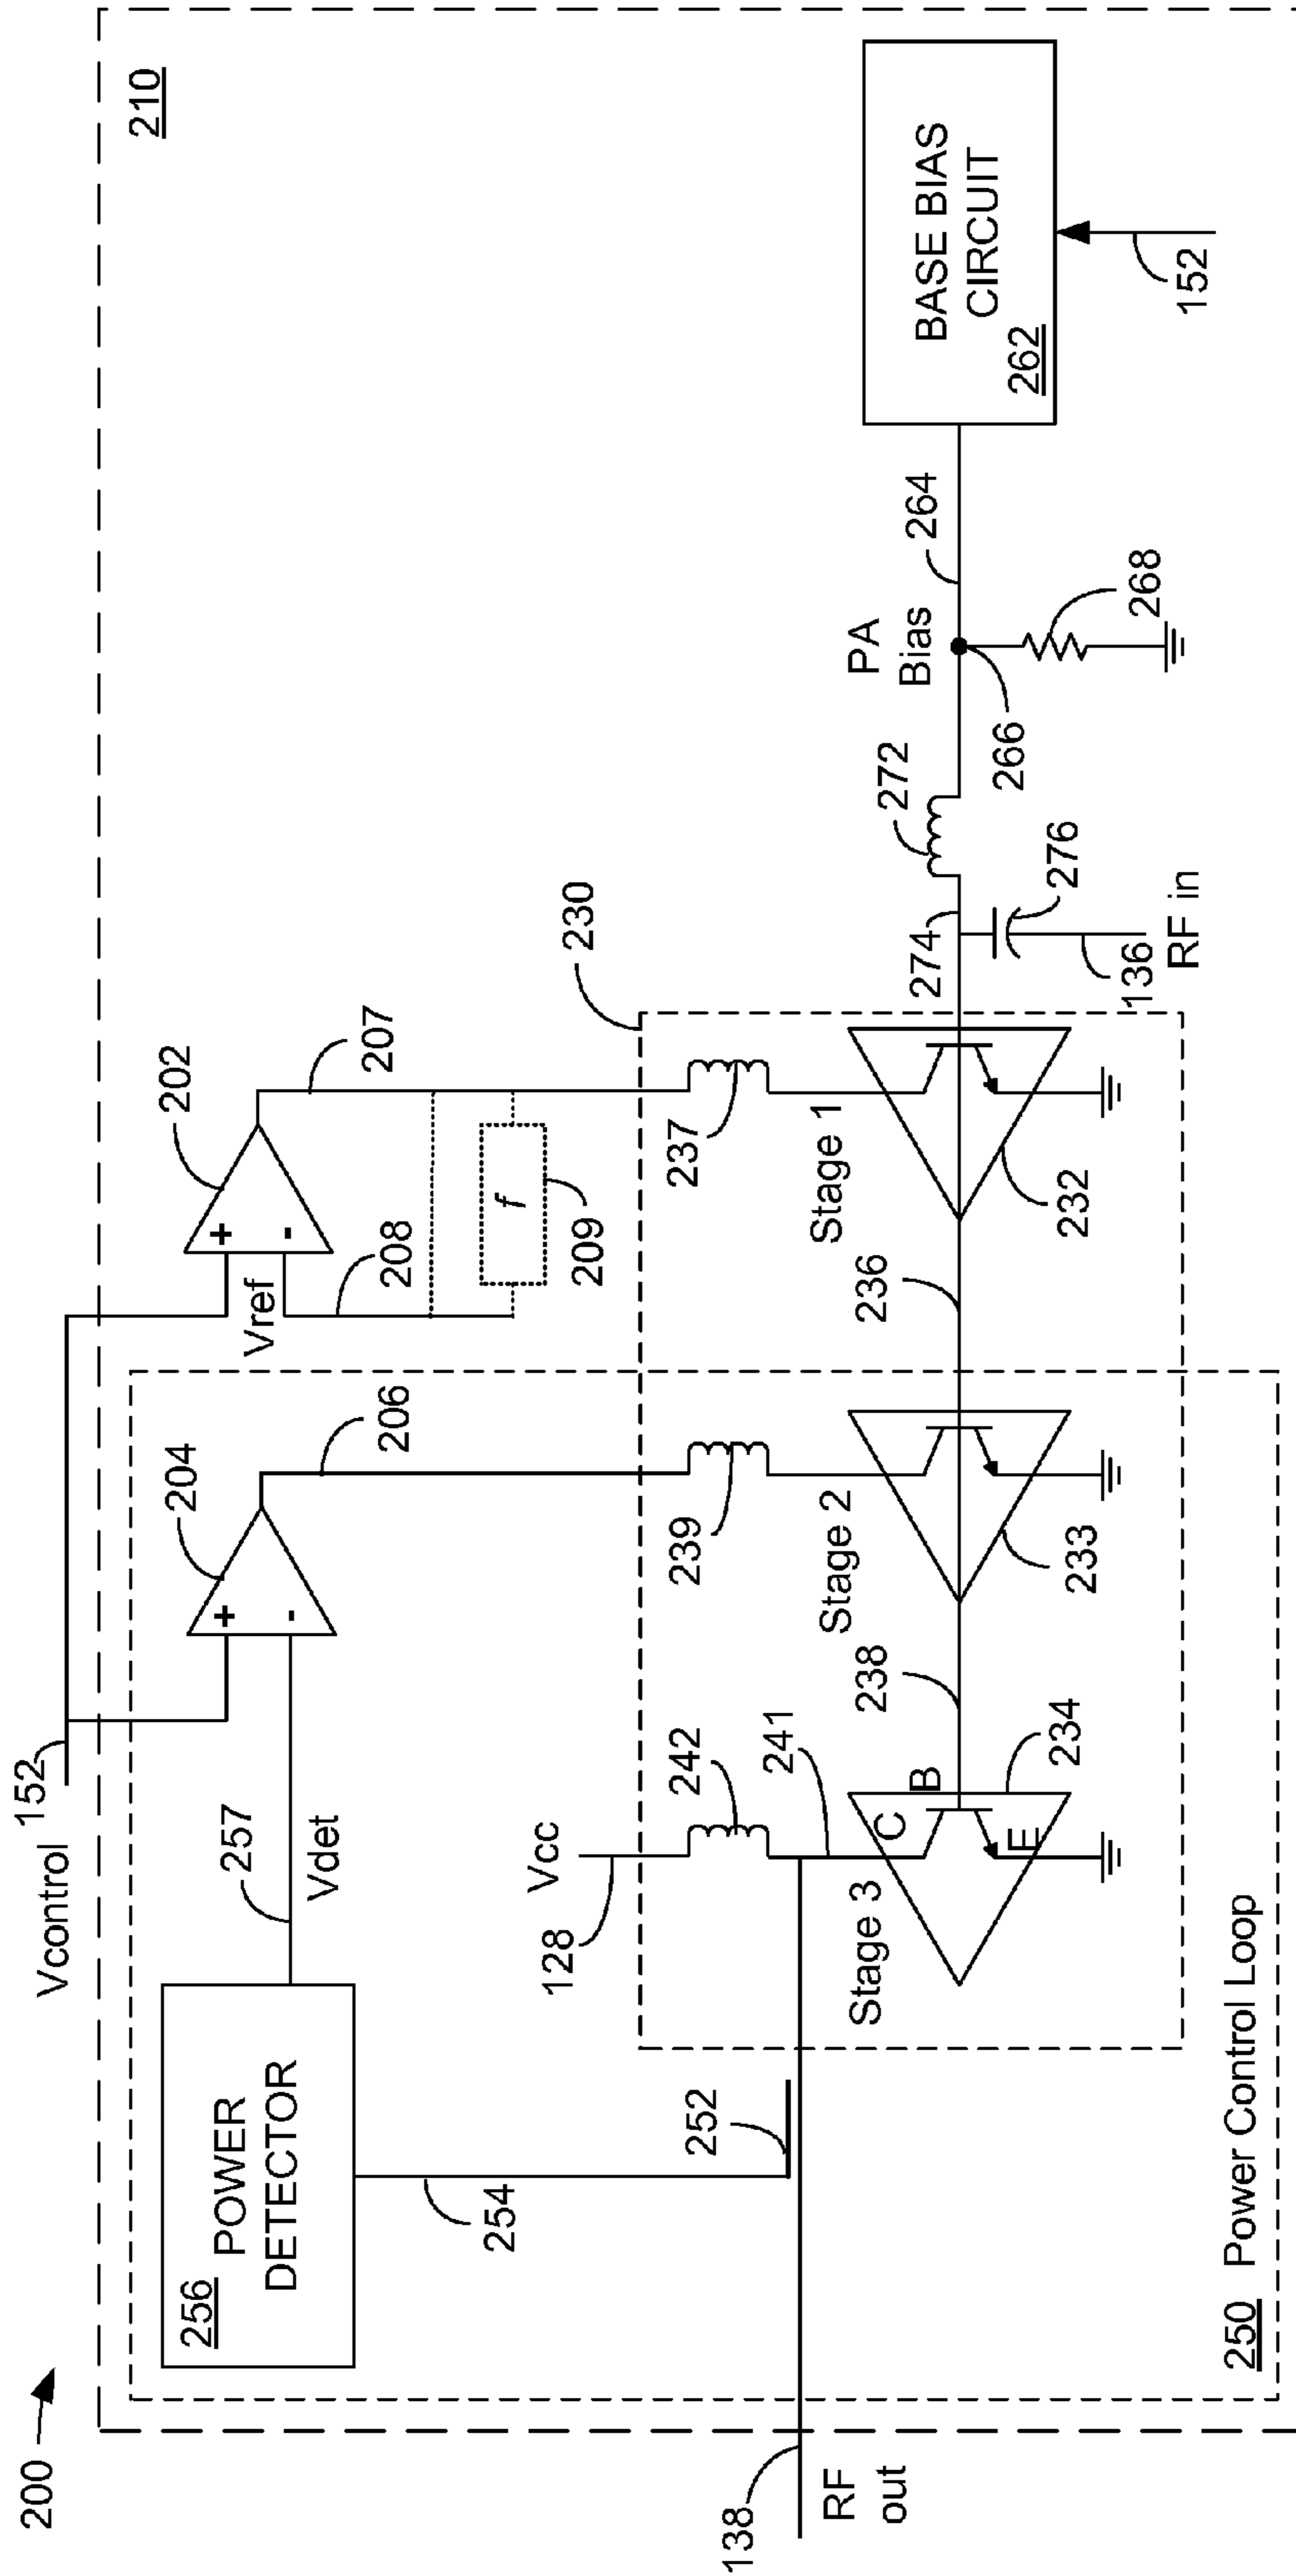 200
210
Vcontrol
152
256
POWER
DETECTOR
257
Vdet
204
+
-
206
202
+
-
Vref
207
208
f
209
230
254
252
Vcc
128
242
241
239
237
Stage 3
Stage 2
Stage 1
C
B
E
234
238
233
236
232
274
272
276
136
RF in
PA
Bias
264
266
268
BASE BIAS
CIRCUIT
262
152
138
RF
out
250 Power Control Loop